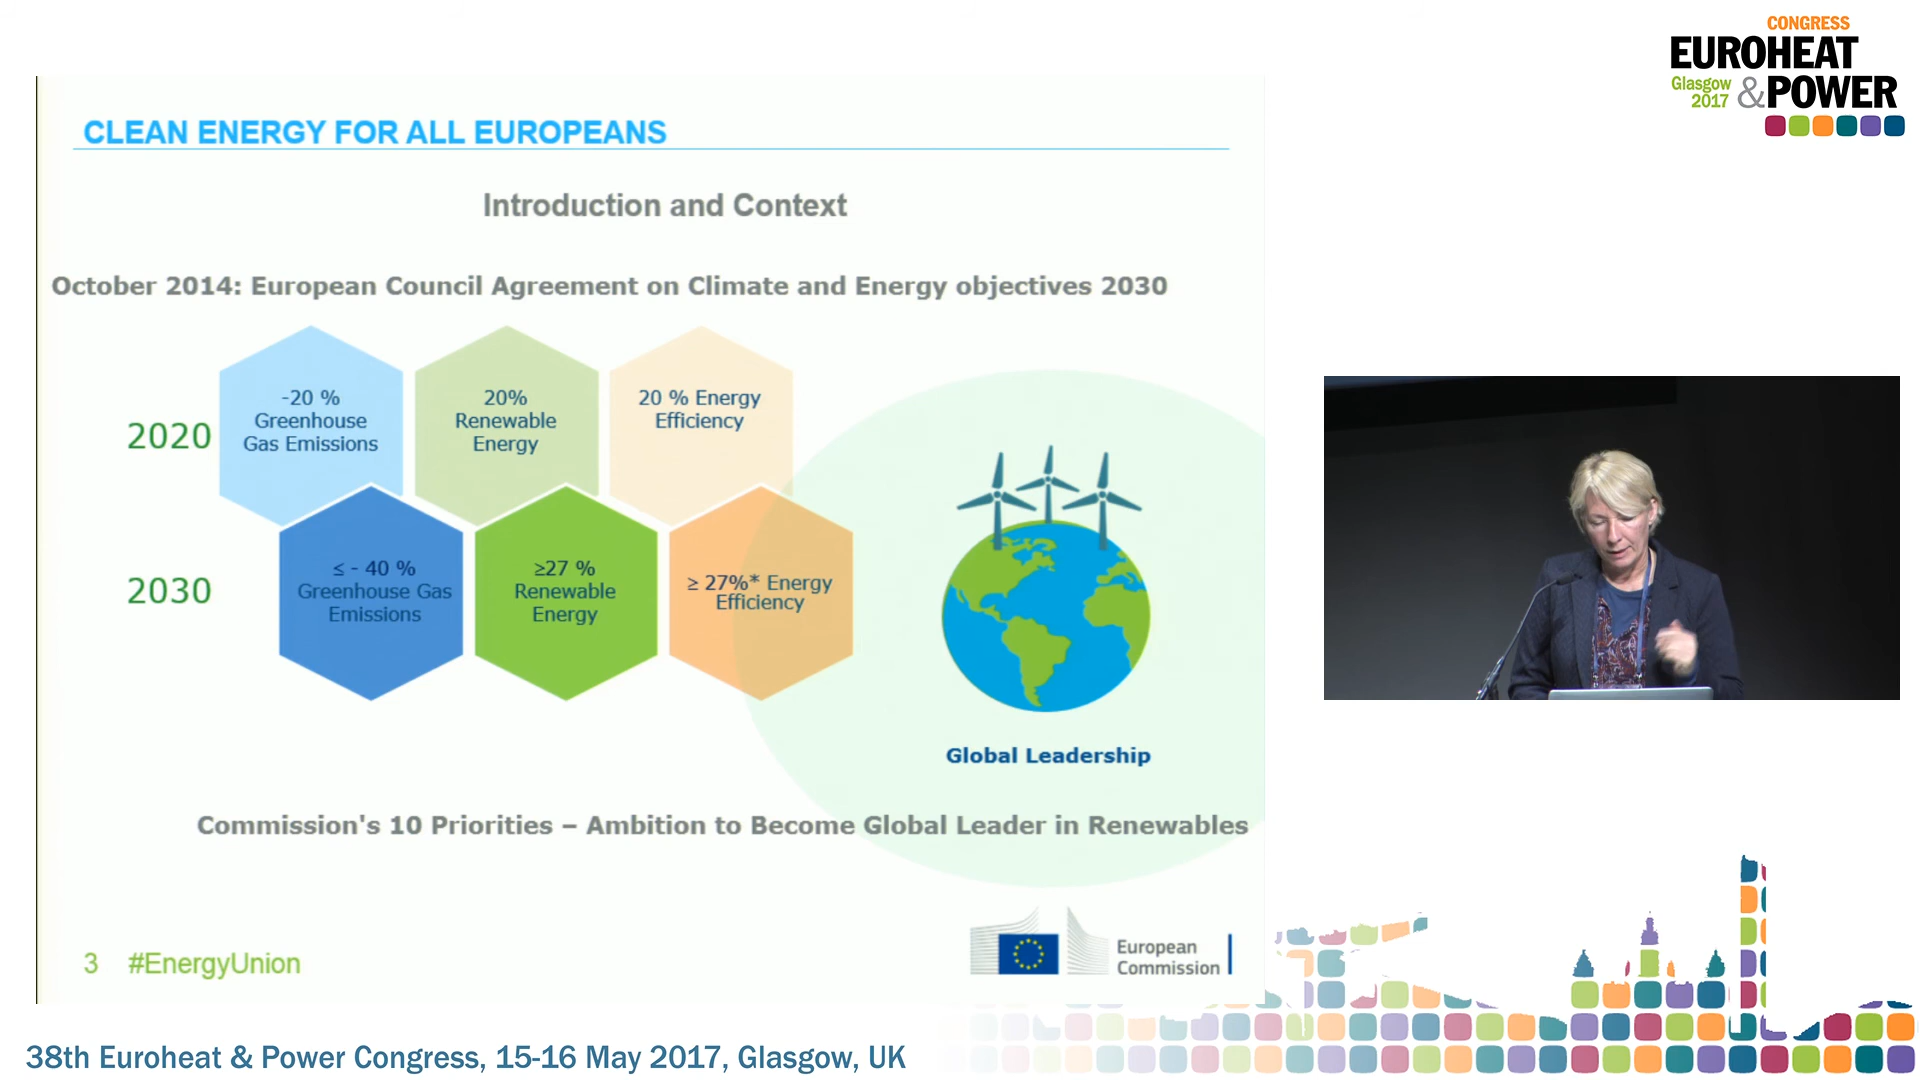 CONGRESS
EUROHEAT
Glasgow
2017
&POWER
CLEAN ENERGY FOR ALL EUROPEANS
Introduction and Context
October 2014: European Council Agreement on Climate and Energy objectives 2030
2020
-20 %
Greenhouse
Gas Emissions
20%
Renewable
Energy
20 % Energy
Efficiency
2030
≤ - 40 %
Greenhouse Gas
Emissions
≥27 %
Renewable
Energy
≥ 27%* Energy
Efficiency
Global Leadership
Commission's 10 Priorities – Ambition to Become Global Leader in Renewables
3 #EnergyUnion
European
Commission
38th Euroheat & Power Congress, 15-16 May 2017, Glasgow, UK